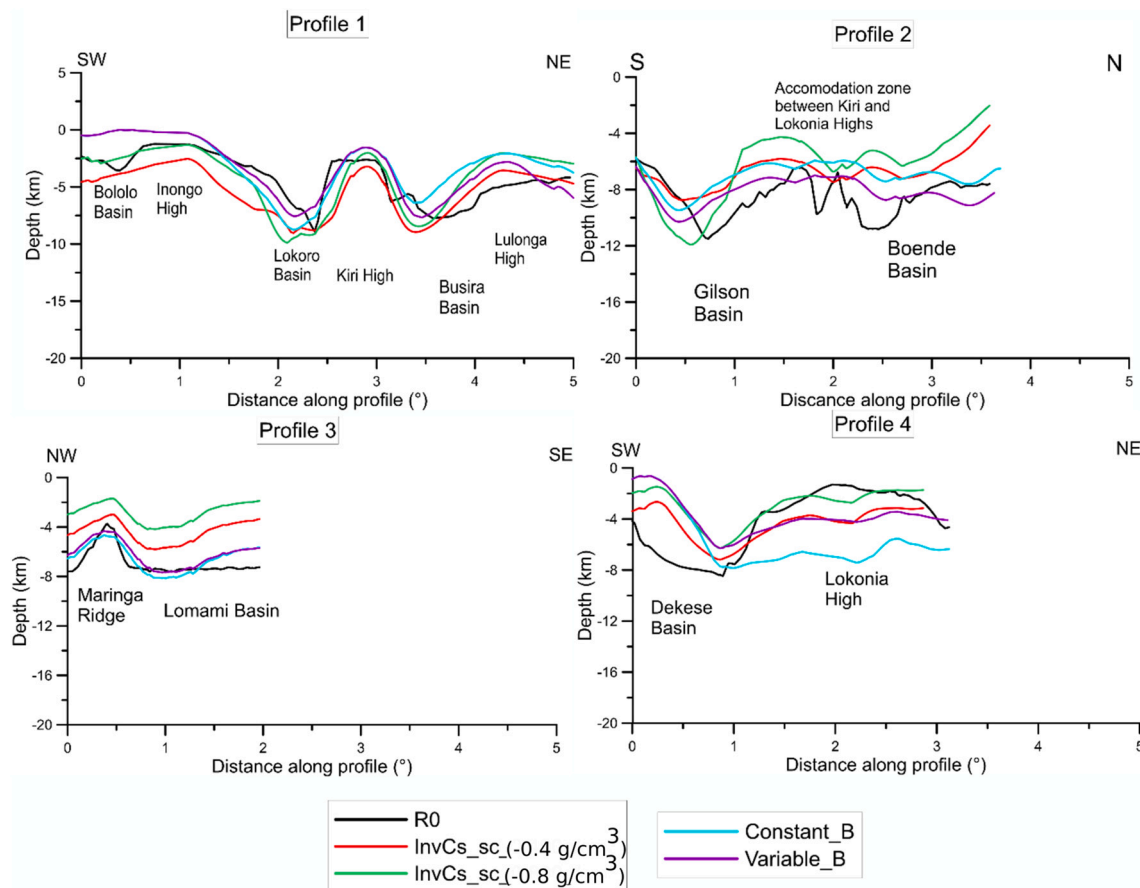 Profile 1
SW
NE
5
0
-5
-10
-15
-20
Depth (km)
Bololo
Basin
Inongo
High
Lokoro
Basin
Kiri High
Busira
Basin
Lulonga
High
0
1
2
3
4
5
Distance along profile (°)
Profile 2
S
N
0
-4
-8
-12
-16
-20
Depth (km)
Accomodation zone
between Kiri and
Lokonia Highs
Gilson
Basin
Boende
Basin
0
1
2
3
4
5
Discance along profile (°)
Profile 3
NW
SE
0
-4
-8
-12
-16
-20
Depth (km)
Maringa
Ridge
Lomami Basin
0
1
2
3
4
5
Distance along profile (°)
Profile 4
SW
NE
0
-4
-8
-12
-16
-20
Depth (km)
Dekese
Basin
Lokonia
High
0
1
2
3
4
5
Distance along profile (°)
R0
InvCs_sc_(-0.4 g/cm³)
InvCs_sc_(-0.8 g/cm³)
Constant_B
Variable_B